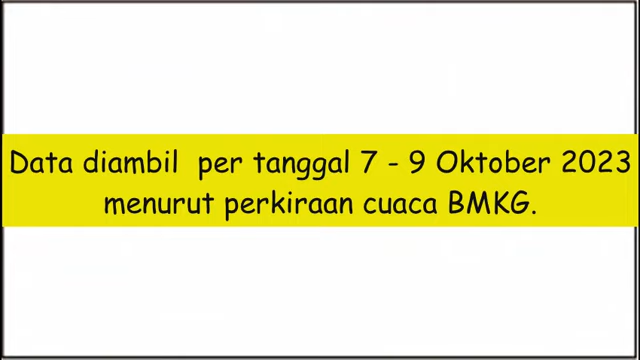 Data diambil  per tanggal 7 - 9 Oktober 2023
menurut perkiraan cuaca BMKG.